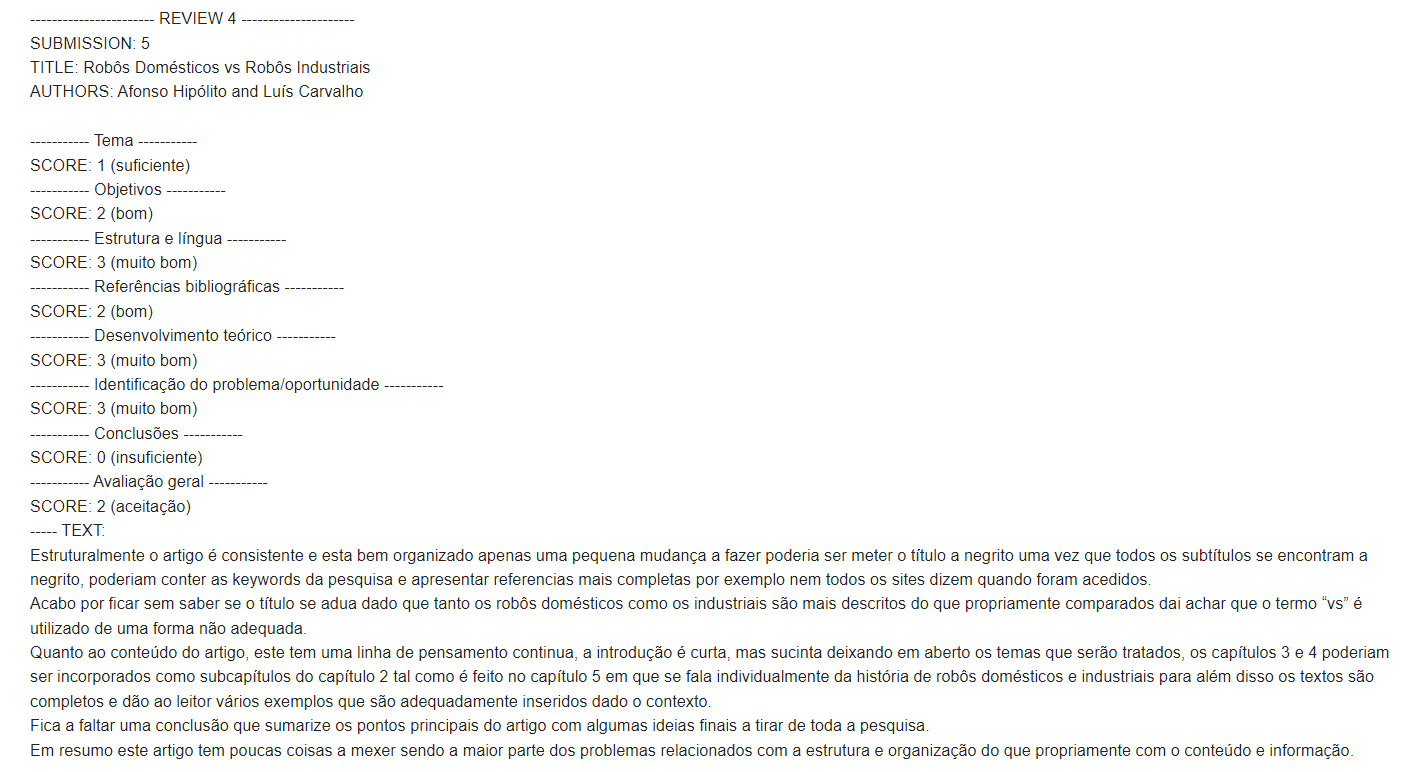 ----------------------- REVIEW 4 ---------------------
SUBMISSION: 5
TITLE: Robôs Domésticos vs Robôs Industriais
AUTHORS: Afonso Hipólito and Luís Carvalho
----------- Tema -----------
SCORE: 1 (suficiente)
----------- Objetivos -----------
SCORE: 2 (bom)
----------- Estrutura e língua -----------
SCORE: 3 (muito bom)
----------- Referências bibliográficas -----------
SCORE: 2 (bom)
----------- Desenvolvimento teórico -----------
SCORE: 3 (muito bom)
----------- Identificação do problema/oportunidade -----------
SCORE: 3 (muito bom)
----------- Conclusões -----------
SCORE: 0 (insuficiente)
----------- Avaliação geral -----------
SCORE: 2 (aceitação)
----- TEXT:
Estruturalmente o artigo é consistente e esta bem organizado apenas uma pequena mudança a fazer poderia ser meter o título a negrito uma vez que todos os subtítulos se encontram a
negrito, poderiam conter as keywords da pesquisa e apresentar referencias mais completas por exemplo nem todos os sites dizem quando foram acedidos.
Acabo por ficar sem saber se o título se adua dado que tanto os robôs domésticos como os industriais são mais descritos do que propriamente comparados dai achar que o termo “vs” é
utilizado de uma forma não adequada.
Quanto ao conteúdo do artigo, este tem uma linha de pensamento continua, a introdução é curta, mas sucinta deixando em aberto os temas que serão tratados, os capítulos 3 e 4 poderiam
ser incorporados como subcapítulos do capítulo 2 tal como é feito no capítulo 5 em que se fala individualmente da história de robôs domésticos e industriais para além disso os textos são
completos e dão ao leitor vários exemplos que são adequadamente inseridos dado o contexto.
Fica a faltar uma conclusão que sumarize os pontos principais do artigo com algumas ideias finais a tirar de toda a pesquisa.
Em resumo este artigo tem poucas coisas a mexer sendo a maior parte dos problemas relacionados com a estrutura e organização do que propriamente com o conteúdo e informação.